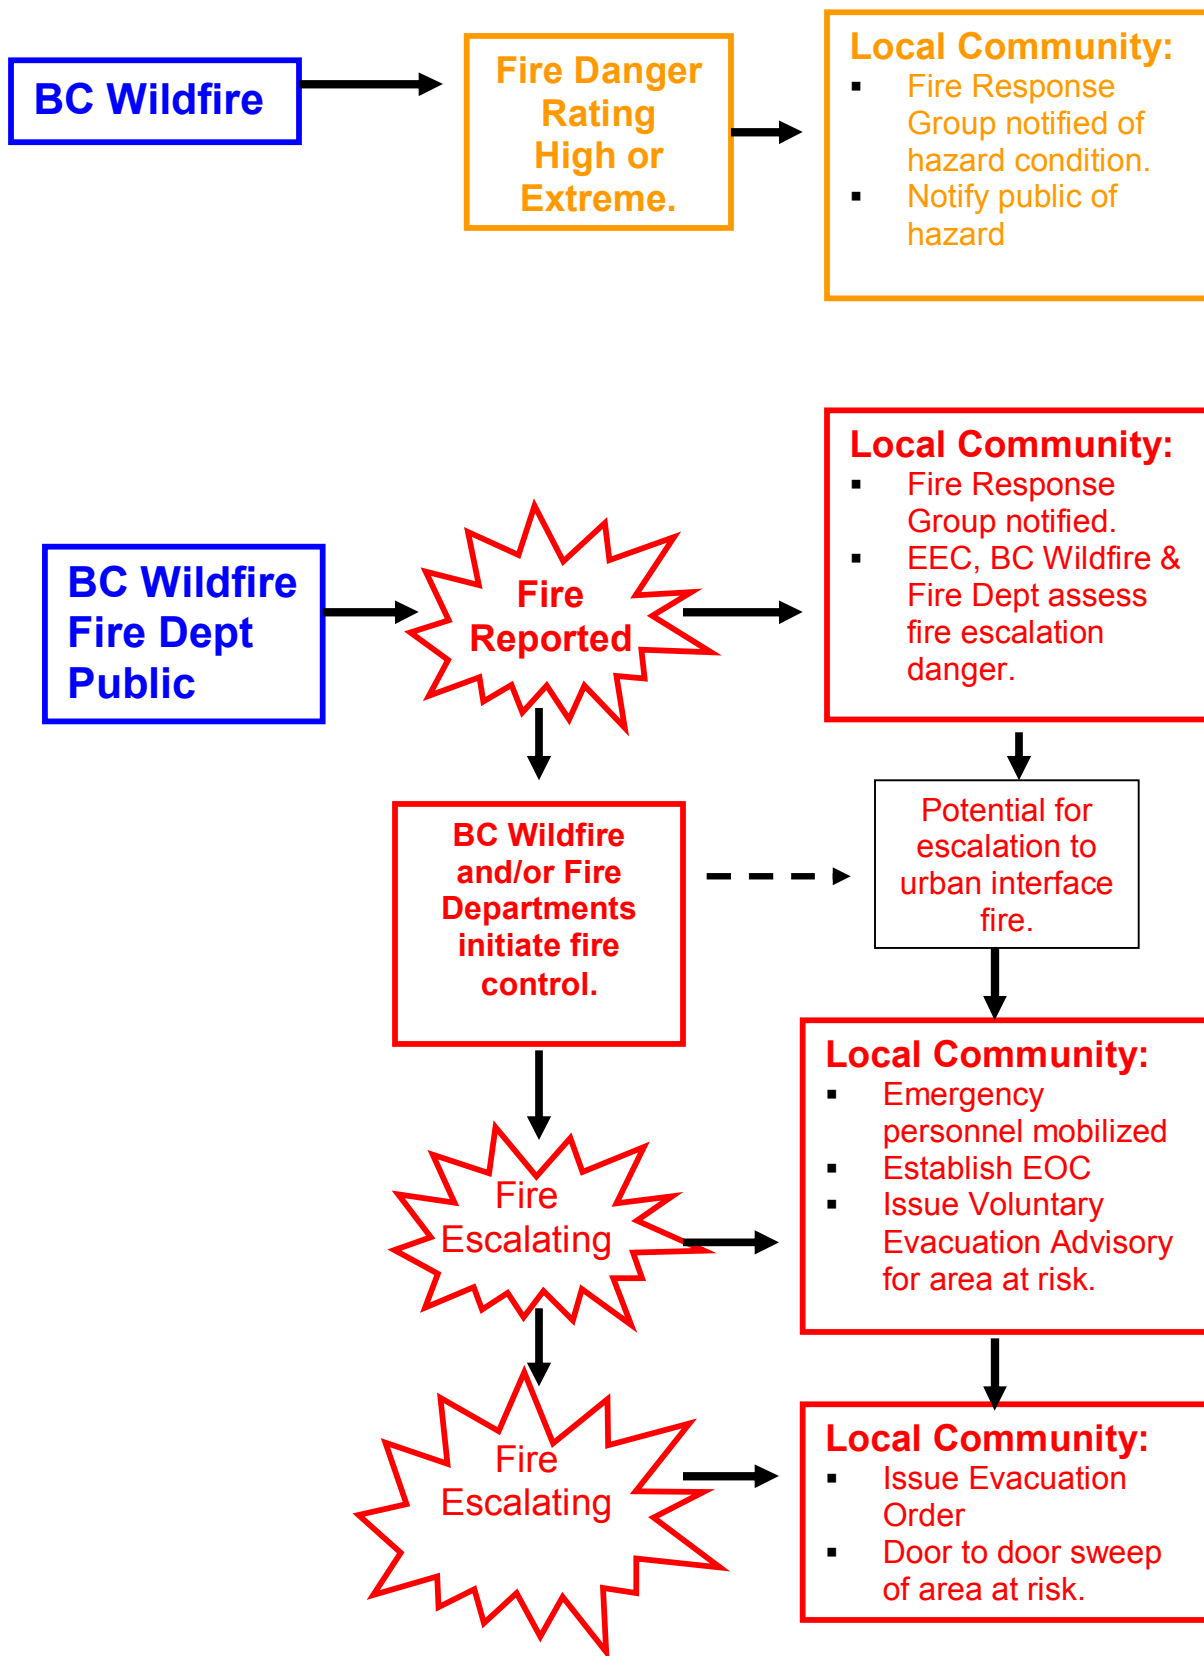 BC Wildfire
Fire Danger
Rating
High or
Extreme.
Local Community:
▪ Fire Response
Group notified of
hazard condition.
▪ Notify public of
hazard
BC Wildfire
Fire Dept
Public
Fire
Reported
Local Community:
▪ Fire Response
Group notified.
▪ EEC, BC Wildfire &
Fire Dept assess
fire escalation
danger.
BC Wildfire
and/or Fire
Departments
initiate fire
control.
Potential for
escalation to
urban interface
fire.
Fire
Escalating
Local Community:
▪ Emergency
personnel mobilized
▪ Establish EOC
▪ Issue Voluntary
Evacuation Advisory
for area at risk.
Fire
Escalating
Local Community:
▪ Issue Evacuation
Order
▪ Door to door sweep
of area at risk.